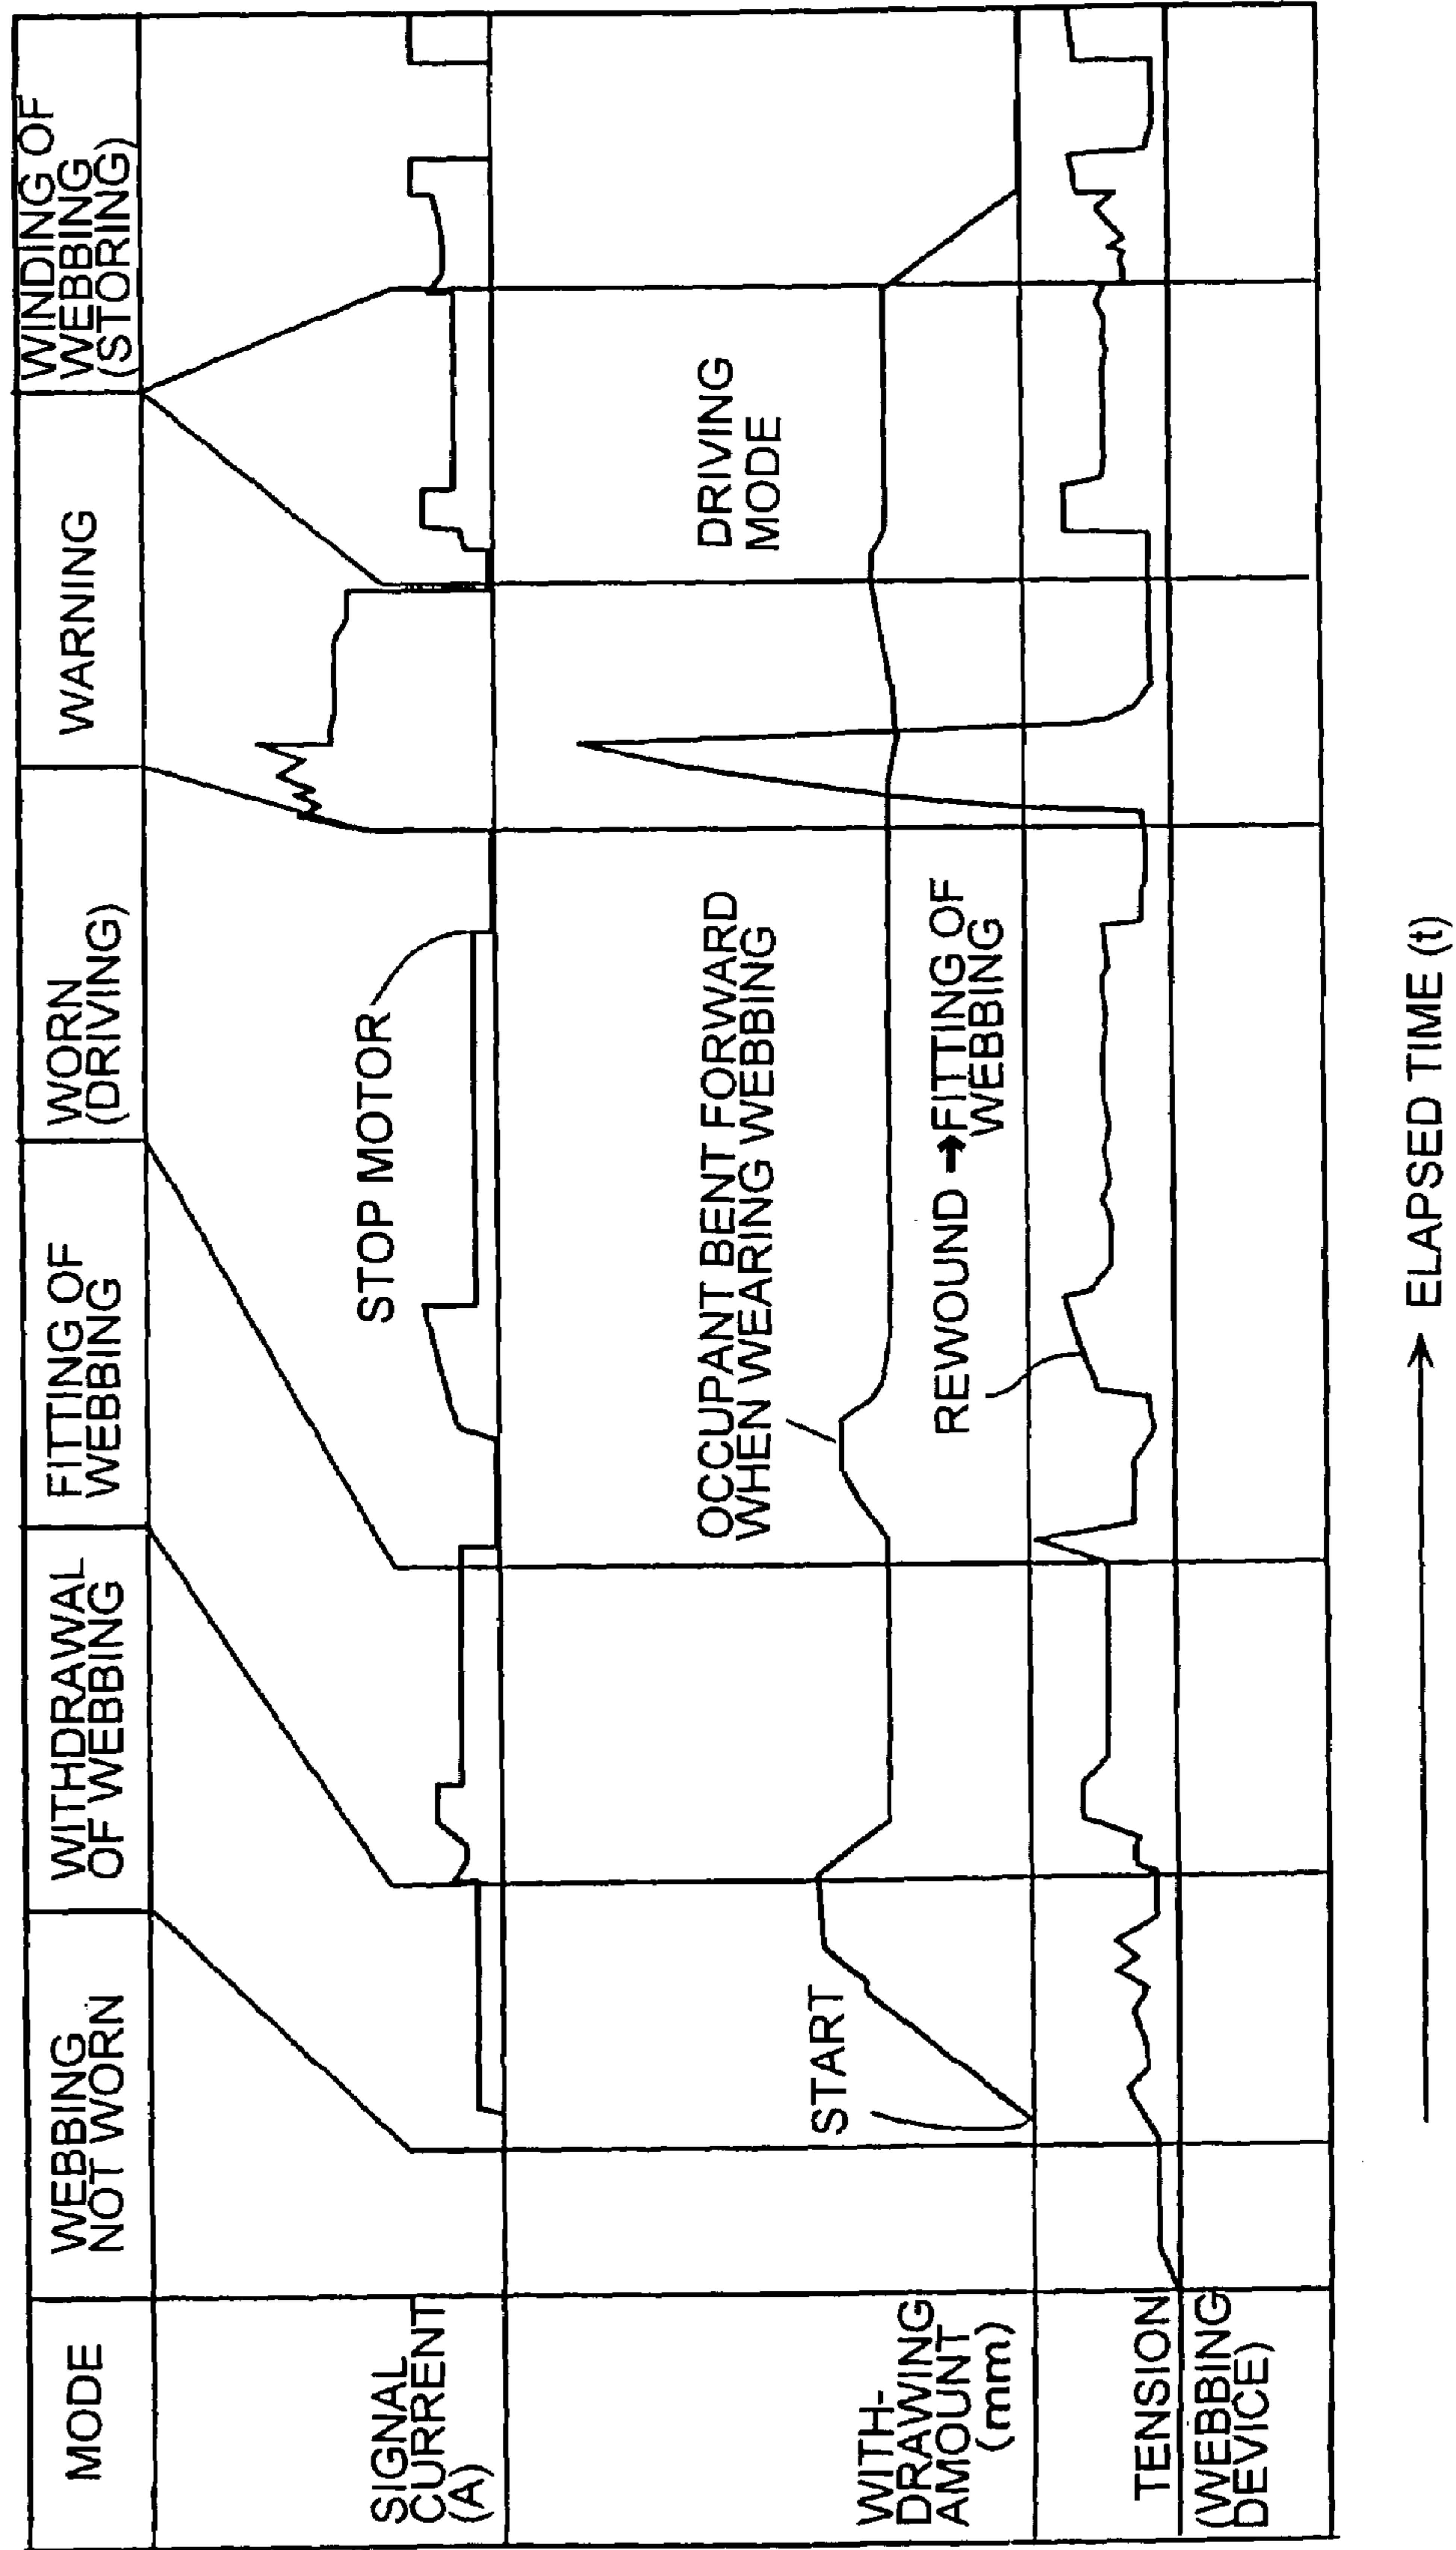 MODE
WEBBING
NOT WORN
WITHDRAWAL
OF WEBBING
FITTING OF
WEBBING
WORN
(DRIVING)
WARNING
WINDING OF
WEBBING
(STORING)
SIGNAL
CURRENT
(A)
STOP MOTOR
WITH-
DRAWING
AMOUNT
(mm)
START
OCCUPANT BENT FORWARD
WHEN WEARING WEBBING
DRIVING
MODE
REWOUND ➔ FITTING OF
WEBBING
TENSION
(WEBBING
DEVICE)
ELAPSED TIME (t)